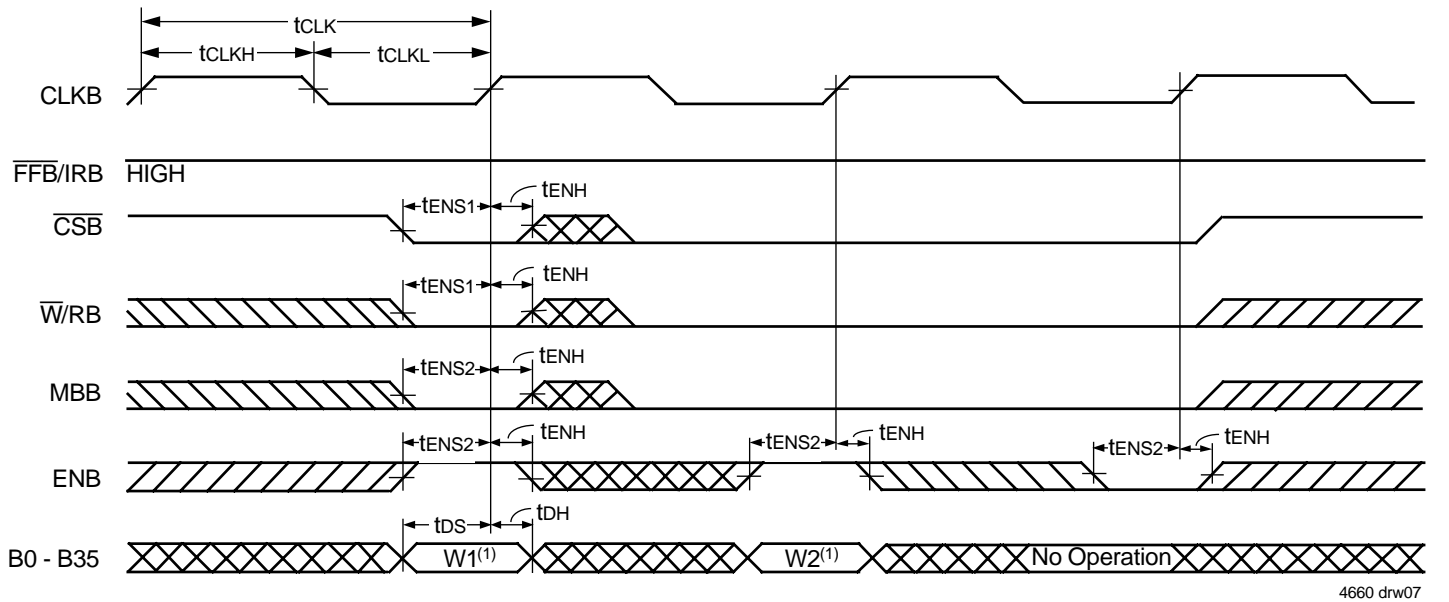 tCLK
tCLKH tCLKL
CLKB
FFB/IRB HIGH
tENS1 tENH
CSB
tENS1 tENH
W/RB
tENS2 tENH
MBB
tENS2 tENH tENS2 tENH tENS2 tENH
ENB
tDS tDH
B0 - B35 W1(1) W2(1) No Operation
4660 drw07